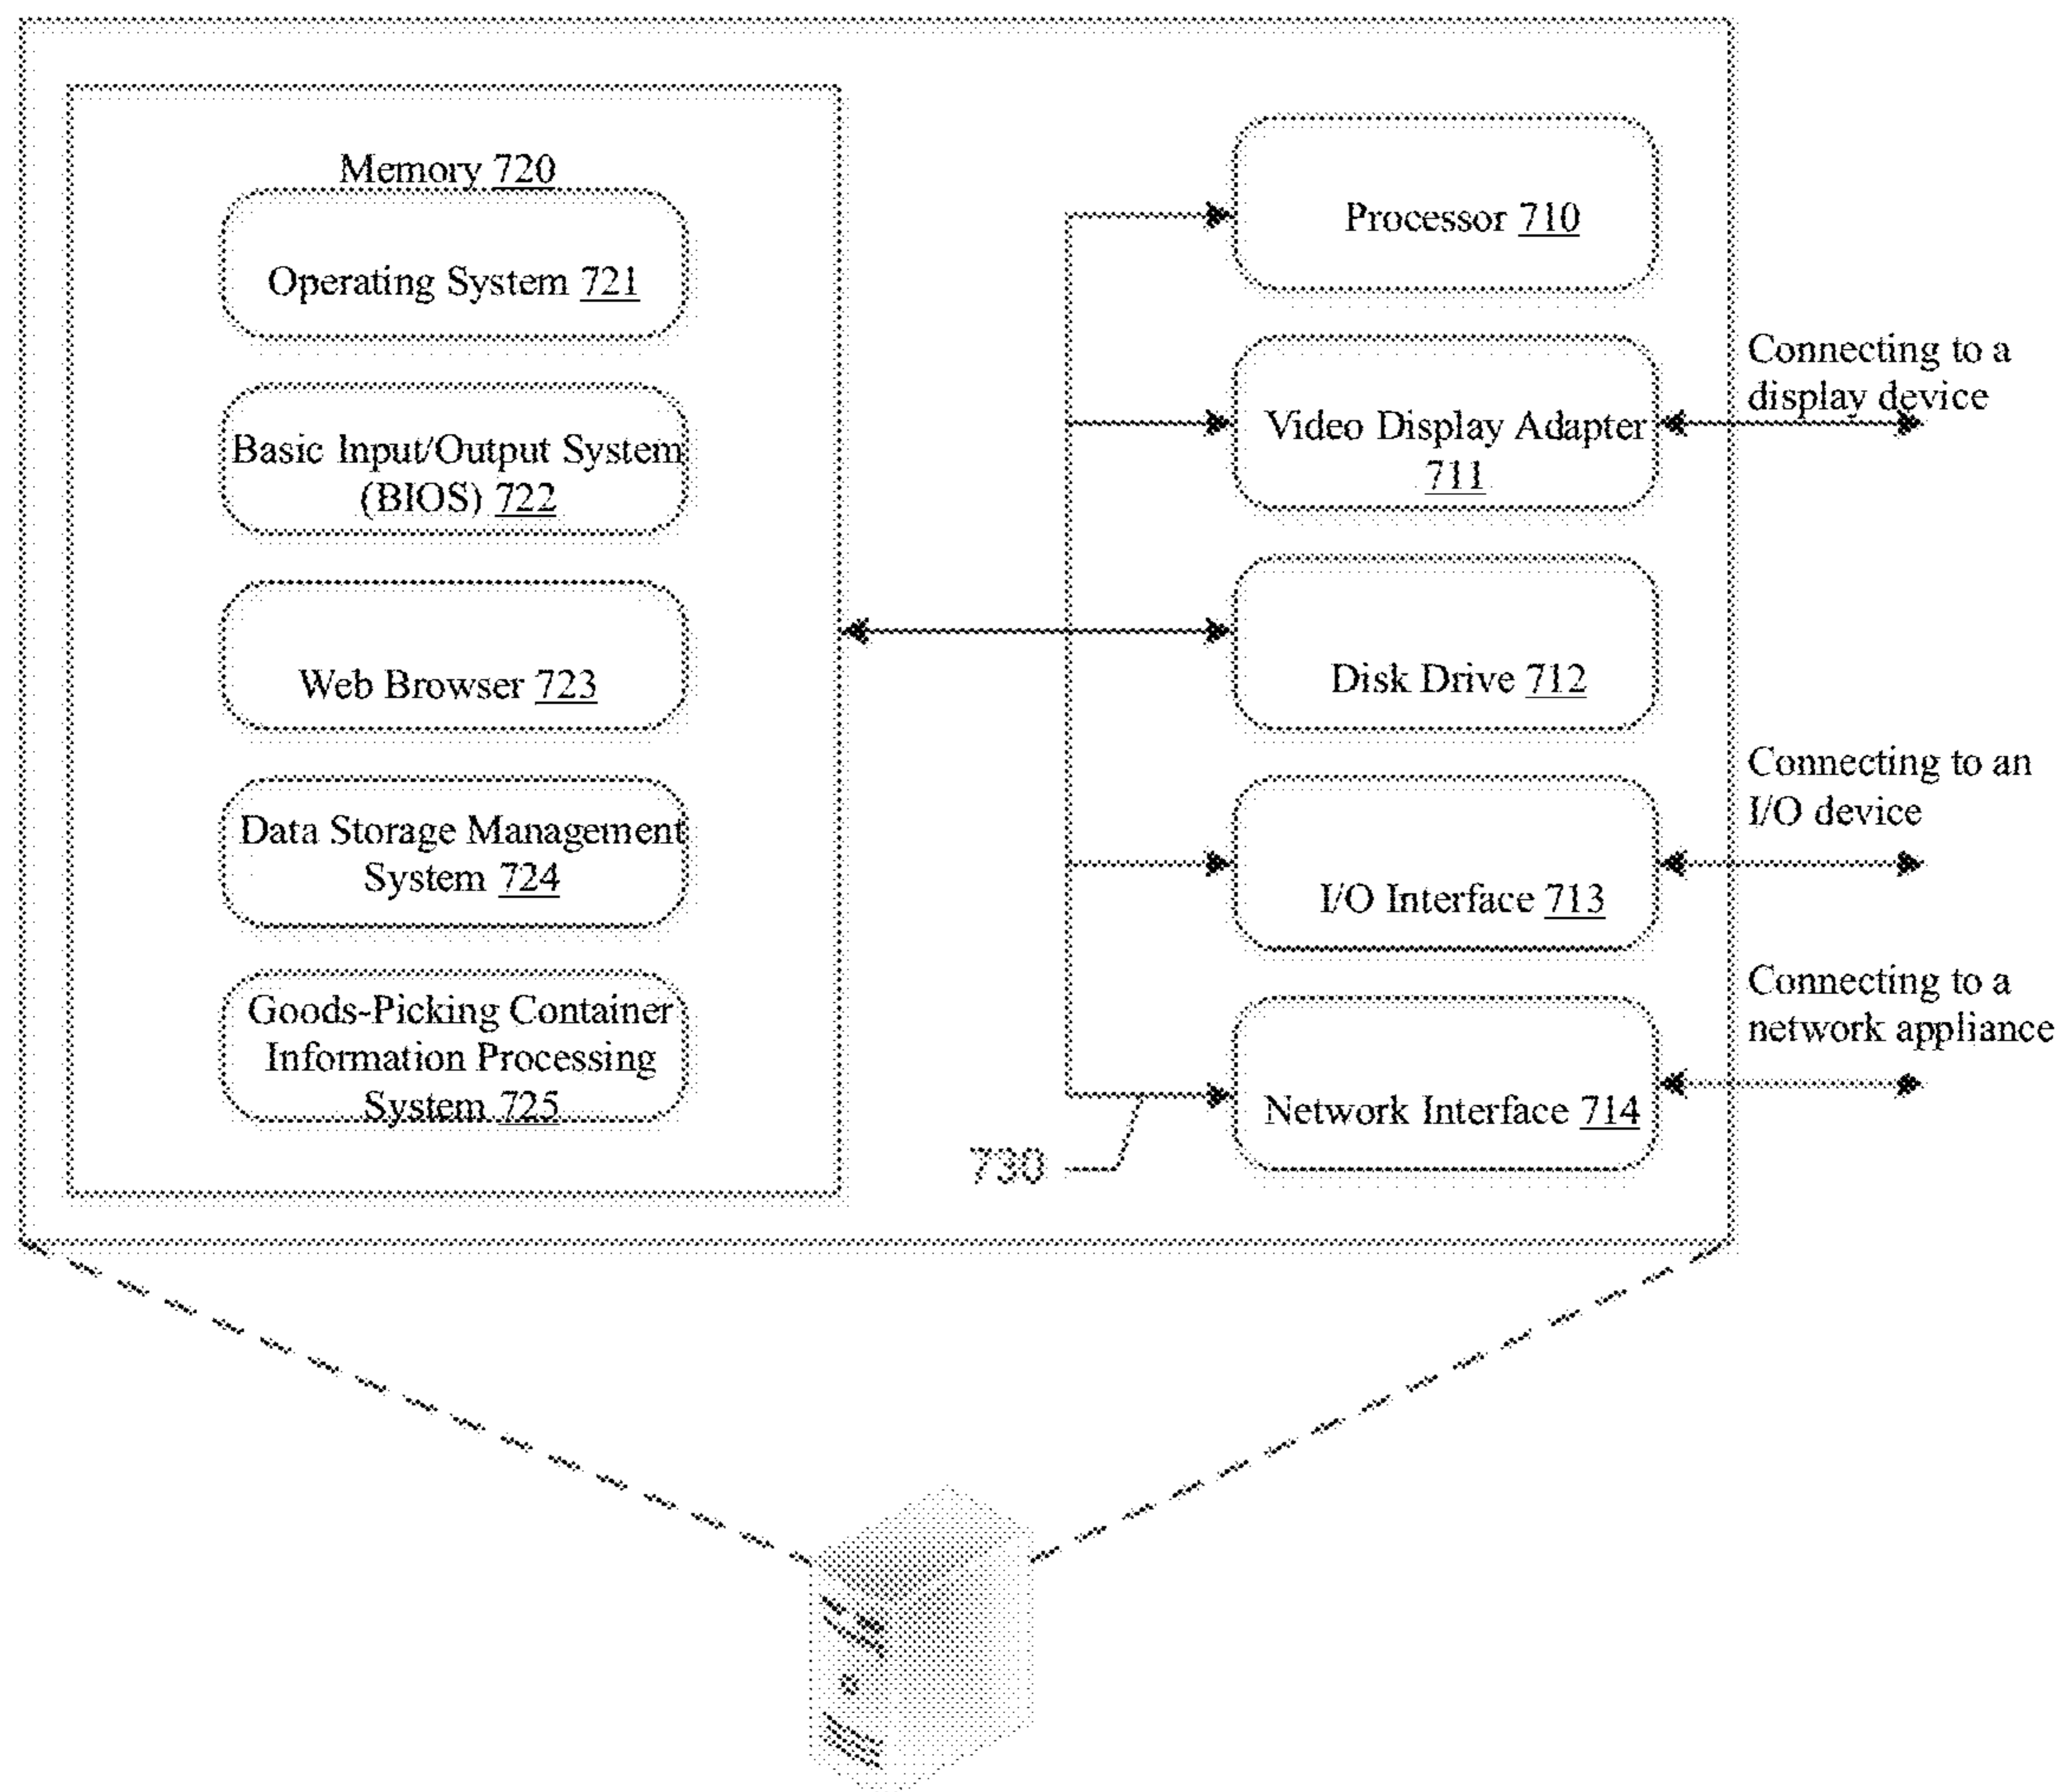 Memory 720
Operating System 721
Basic Input/Output System
(BIOS) 722
Web Browser 723
Data Storage Management
System 724
Goods-Picking Container
Information Processing
System 725
Processor 710
Video Display Adapter
711
Disk Drive 712
I/O Interface 713
Network Interface 714
730
Connecting to a
display device
Connecting to an
I/O device
Connecting to a
network appliance